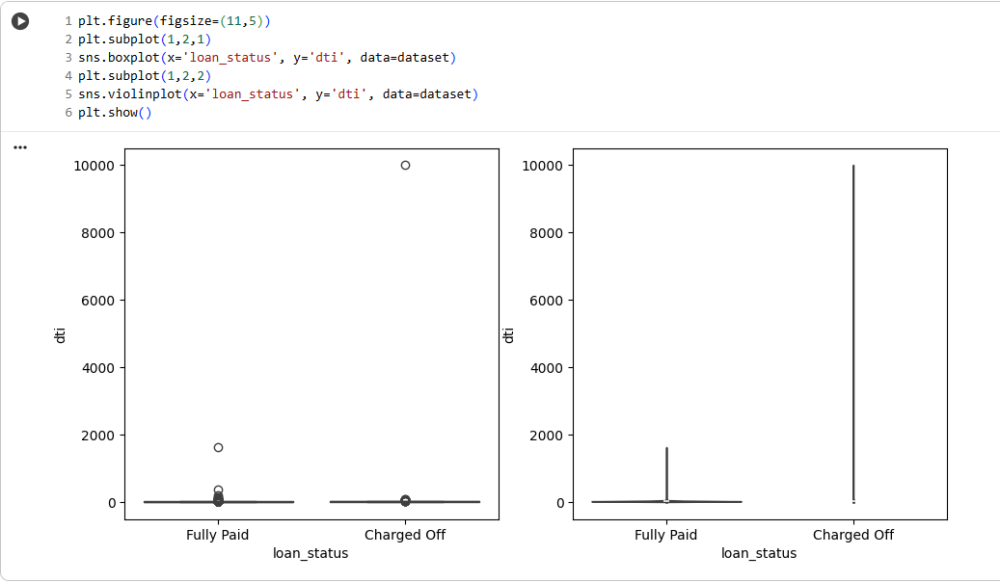 1 plt.figure(figsize=(11,5))
2 plt.subplot(1,2,1)
3 sns.boxplot(x='loan_status', y='dti', data=dataset)
4 plt.subplot(1,2,2)
5 sns.violinplot(x='loan_status', y='dti', data=dataset)
6 plt.show()
10000
8000
6000
4000
2000
0
dti
Fully Paid
Charged Off
loan_status
10000
8000
6000
4000
2000
0
dti
Fully Paid
Charged Off
loan_status